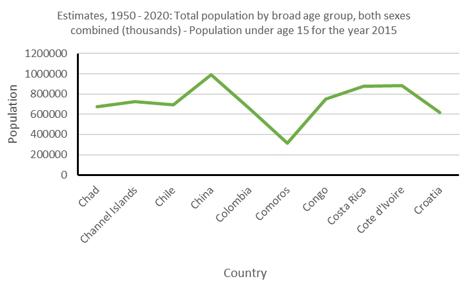 Estimates, 1950 - 2020: Total population by broad age group, both sexes
combined (thousands) - Population under age 15 for the year 2015
Population
1200000
1000000
800000
600000
400000
200000
0
Chad
Channel Islands
Chile
China
Colombia
Comoros
Congo
Costa Rica
Cote d'Ivoire
Croatia
Country